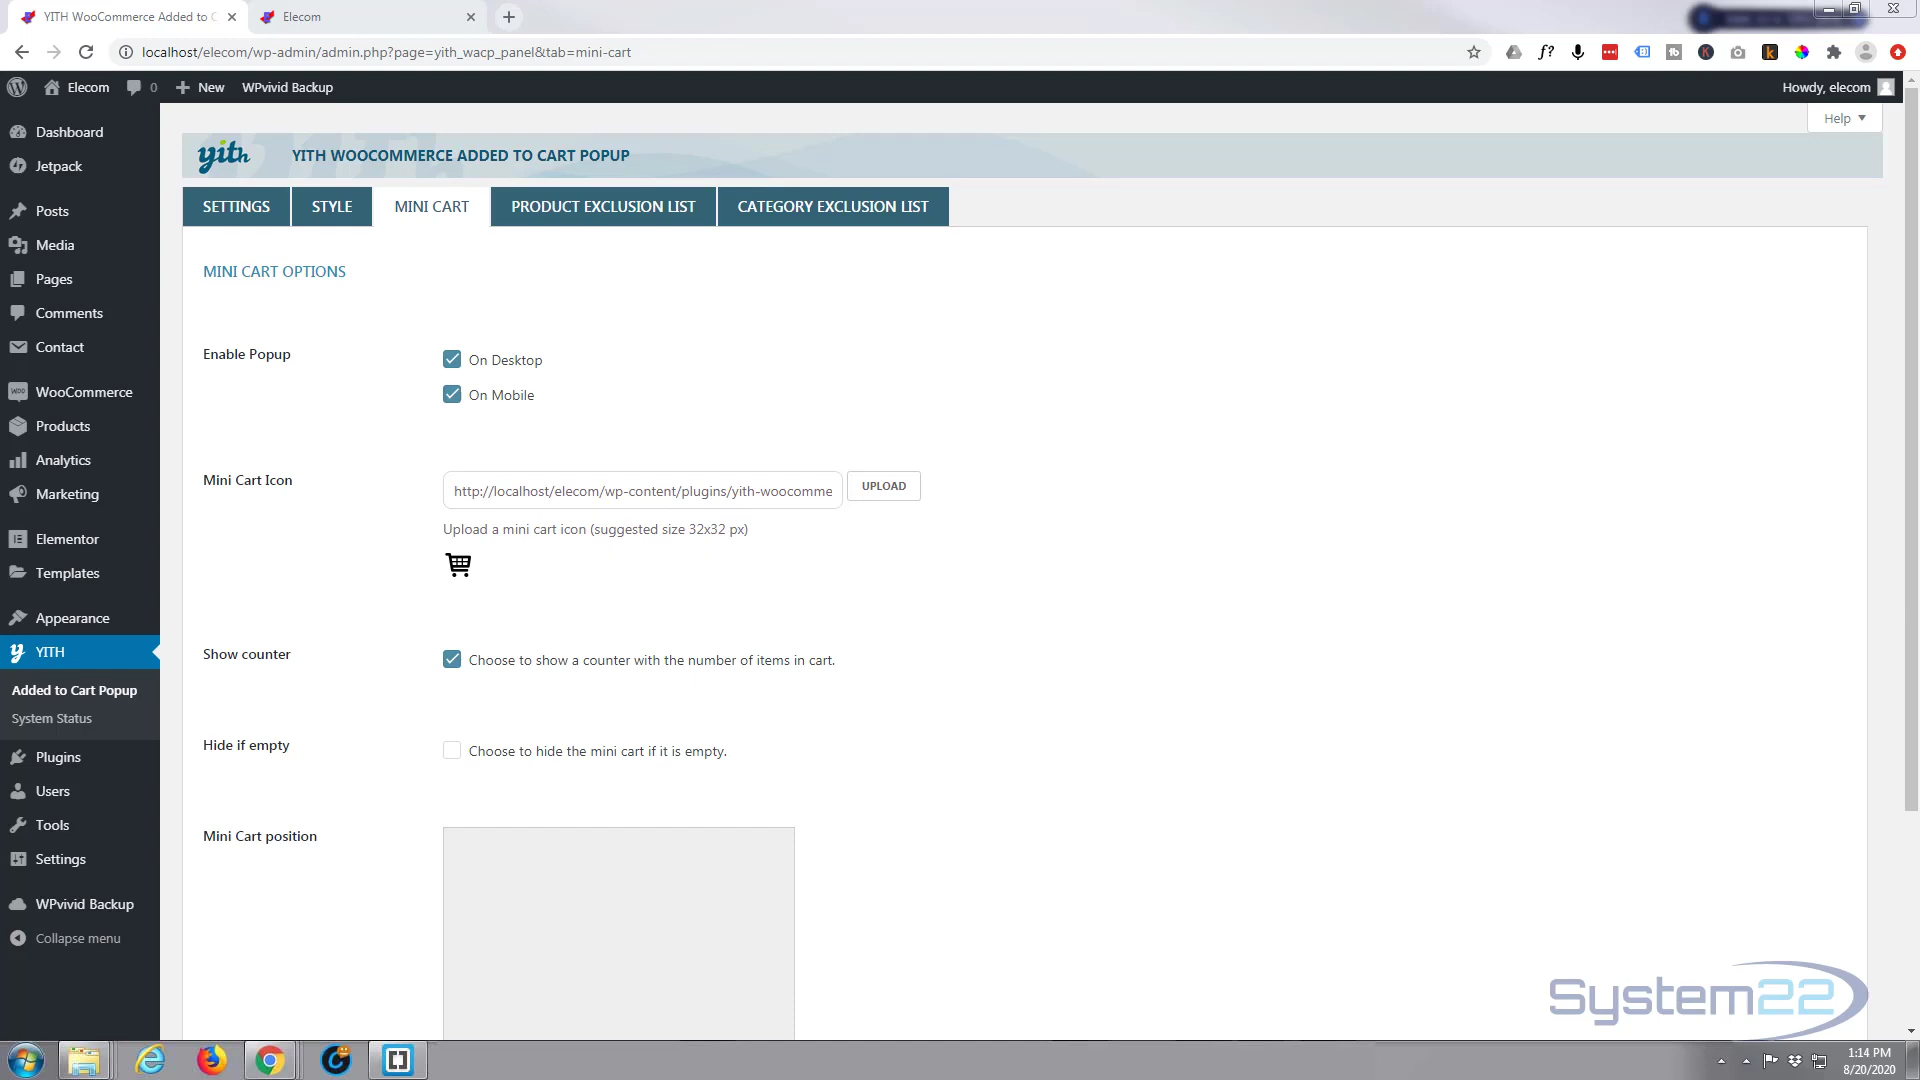 YITH WooCommerce Added to C
Elecom
localhost/elecom/wp-admin/admin.php?page=yith_wacp_panel&tab=mini-cart
Elecom
0
New
WPvivid Backup
Howdy, elecom
Help
Dashboard
Jetpack
Posts
Media
Pages
Comments
Contact
WooCommerce
Products
Analytics
Marketing
Elementor
Templates
Appearance
YITH
Added to Cart Popup
System Status
Plugins
Users
Tools
Settings
WPvivid Backup
Collapse menu
yith
YITH WOOCOMMERCE ADDED TO CART POPUP
SETTINGS
STYLE
MINI CART
PRODUCT EXCLUSION LIST
CATEGORY EXCLUSION LIST
MINI CART OPTIONS
Enable Popup
On Desktop
On Mobile
Mini Cart Icon
http://localhost/elecom/wp-content/plugins/yith-woocomme
UPLOAD
Upload a mini cart icon (suggested size 32x32 px)
Show counter
Choose to show a counter with the number of items in cart.
Hide if empty
Choose to hide the mini cart if it is empty.
Mini Cart position
System22
1:14 PM
8/20/2020